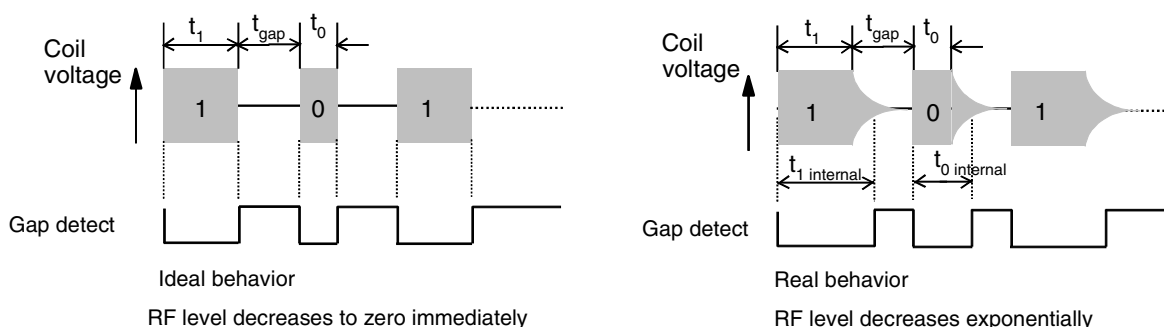 t1 tgap t0
Coil voltage
1 0 1
Gap detect
Ideal behavior
RF level decreases to zero immediately
t1 tgap t0
Coil voltage
1 0 1
t1 internal t0 internal
Gap detect
Real behavior
RF level decreases exponentially